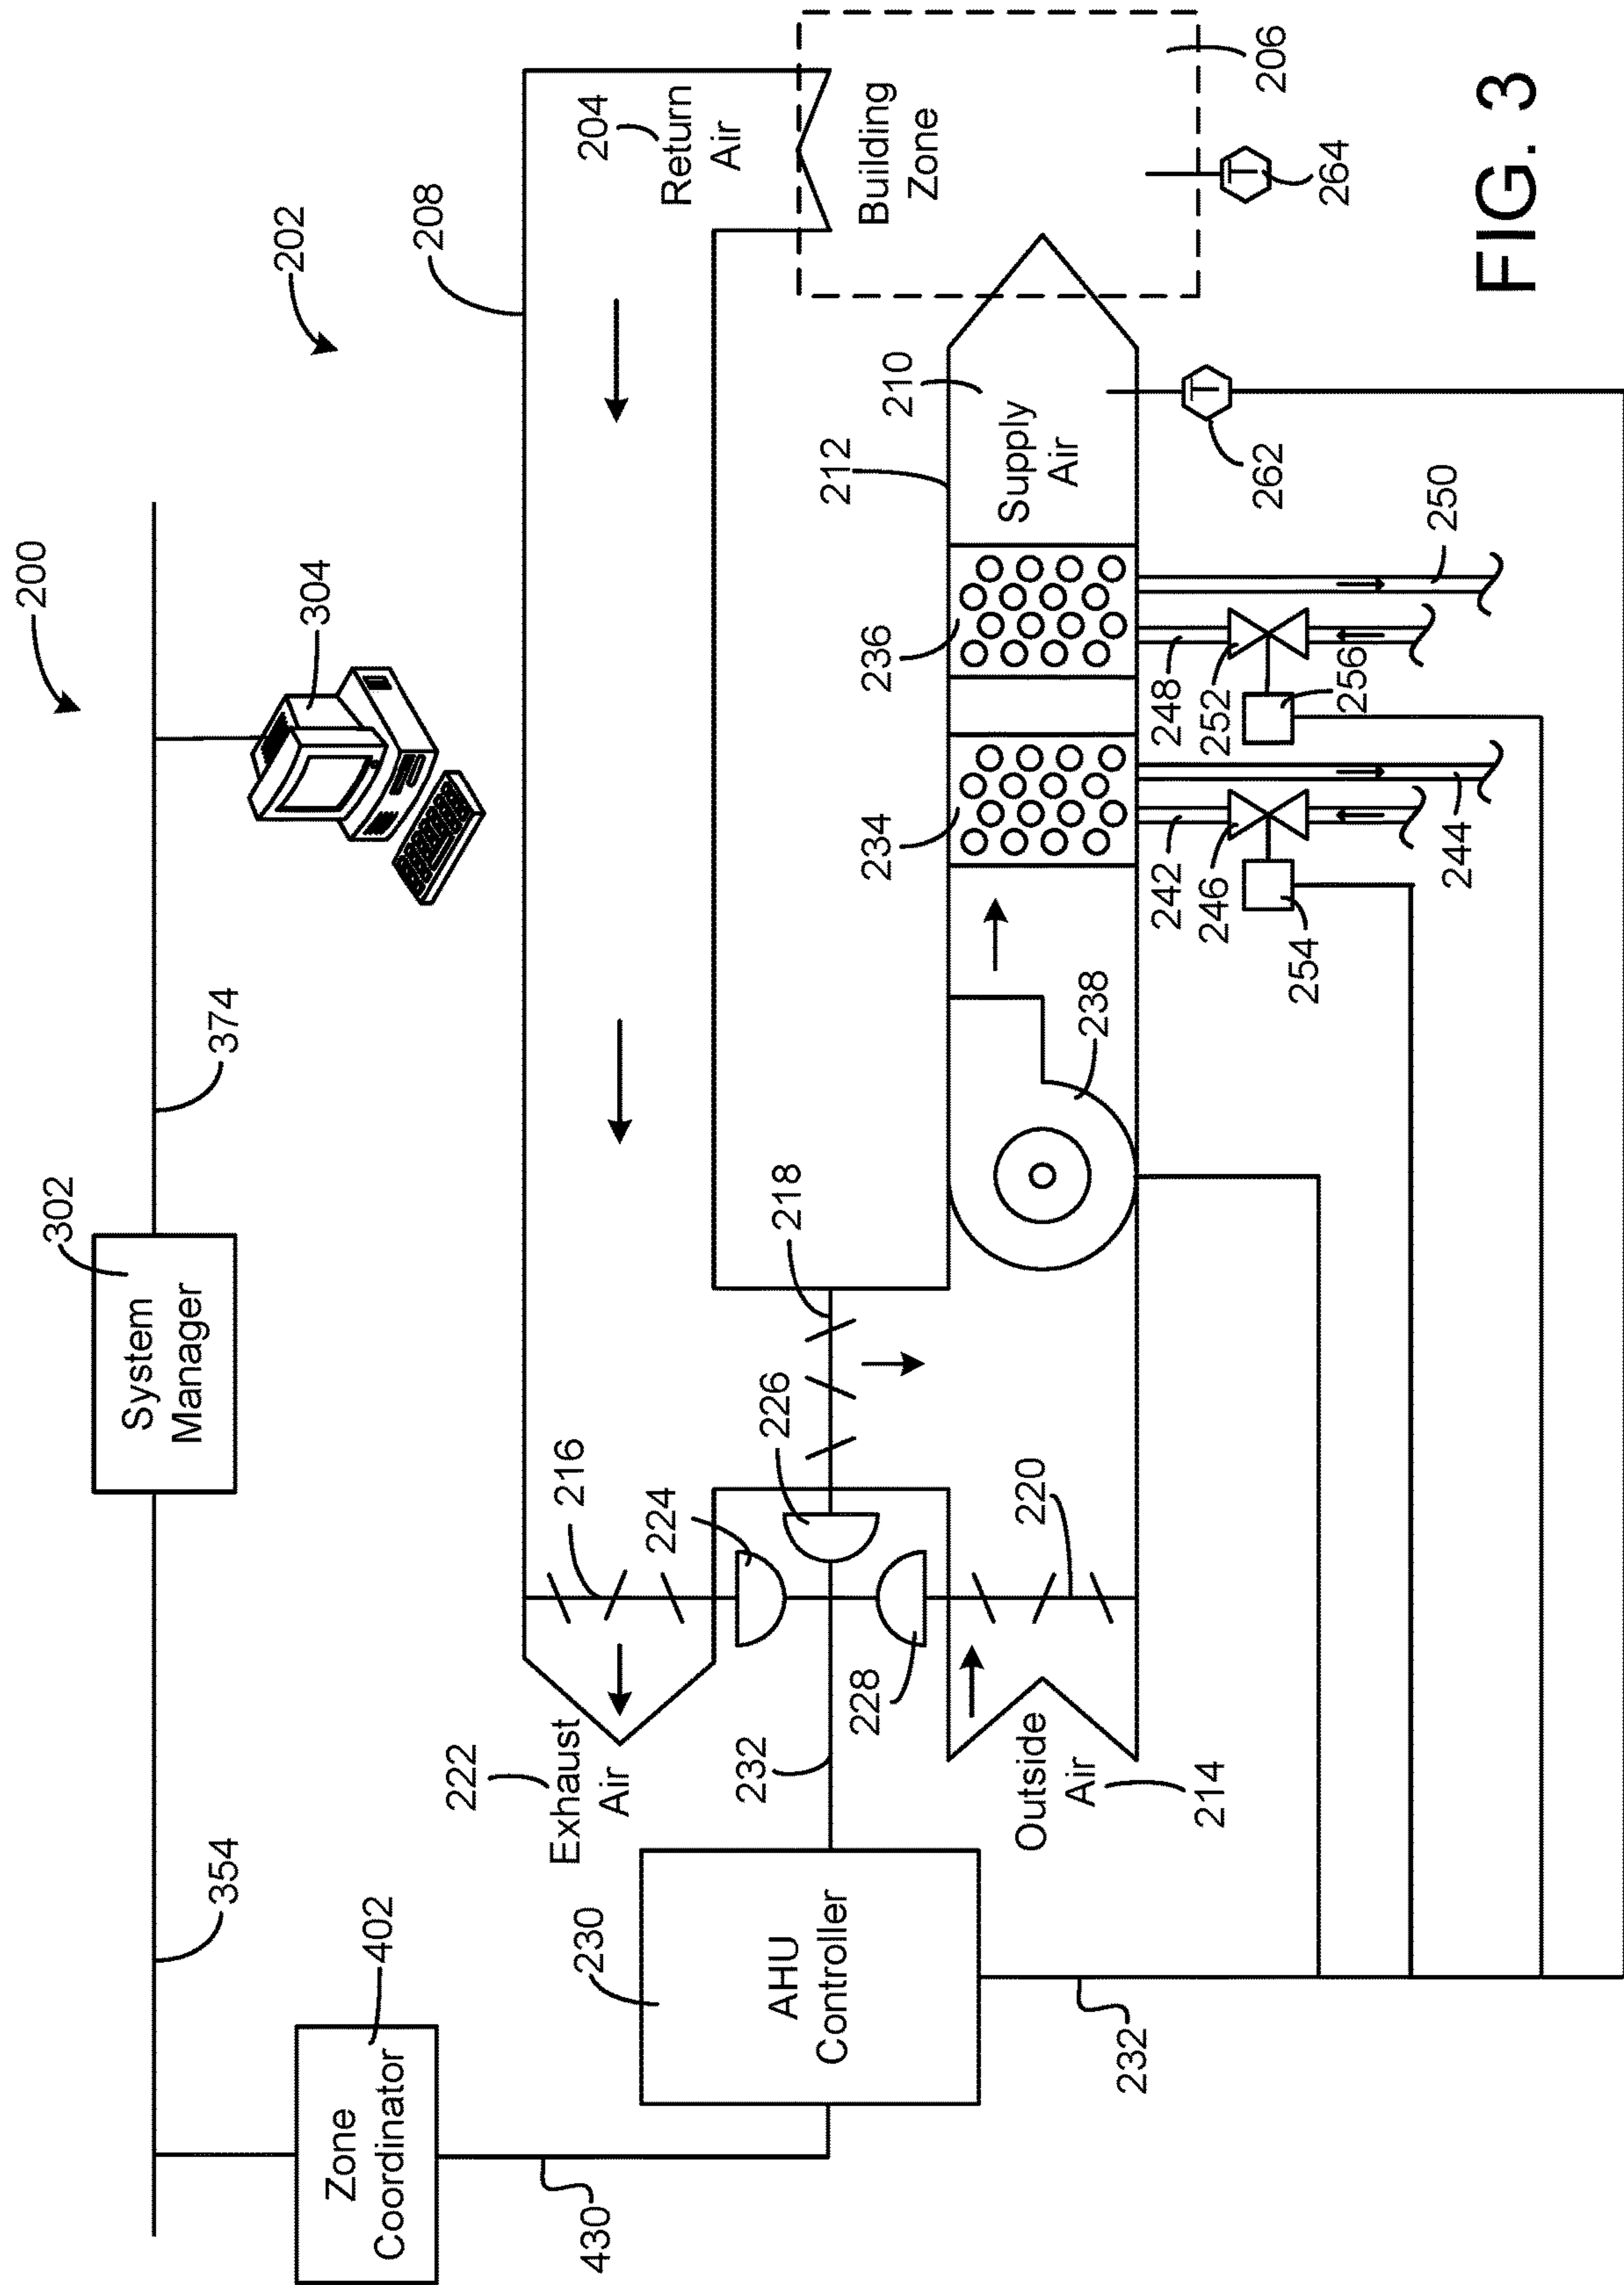 200
202
354
302
System
Manager
374
304
402
Zone
Coordinator
430
208
204
Return
Air
222
Exhaust
Air
216
224
226
218
228
220
232
230
AHU
Controller
232
Outside
Air
214
238
234
236
212
210
Supply
Air
Building
Zone
206
242
246
254
244
248
252
256
250
T
262
T
264
FIG. 3